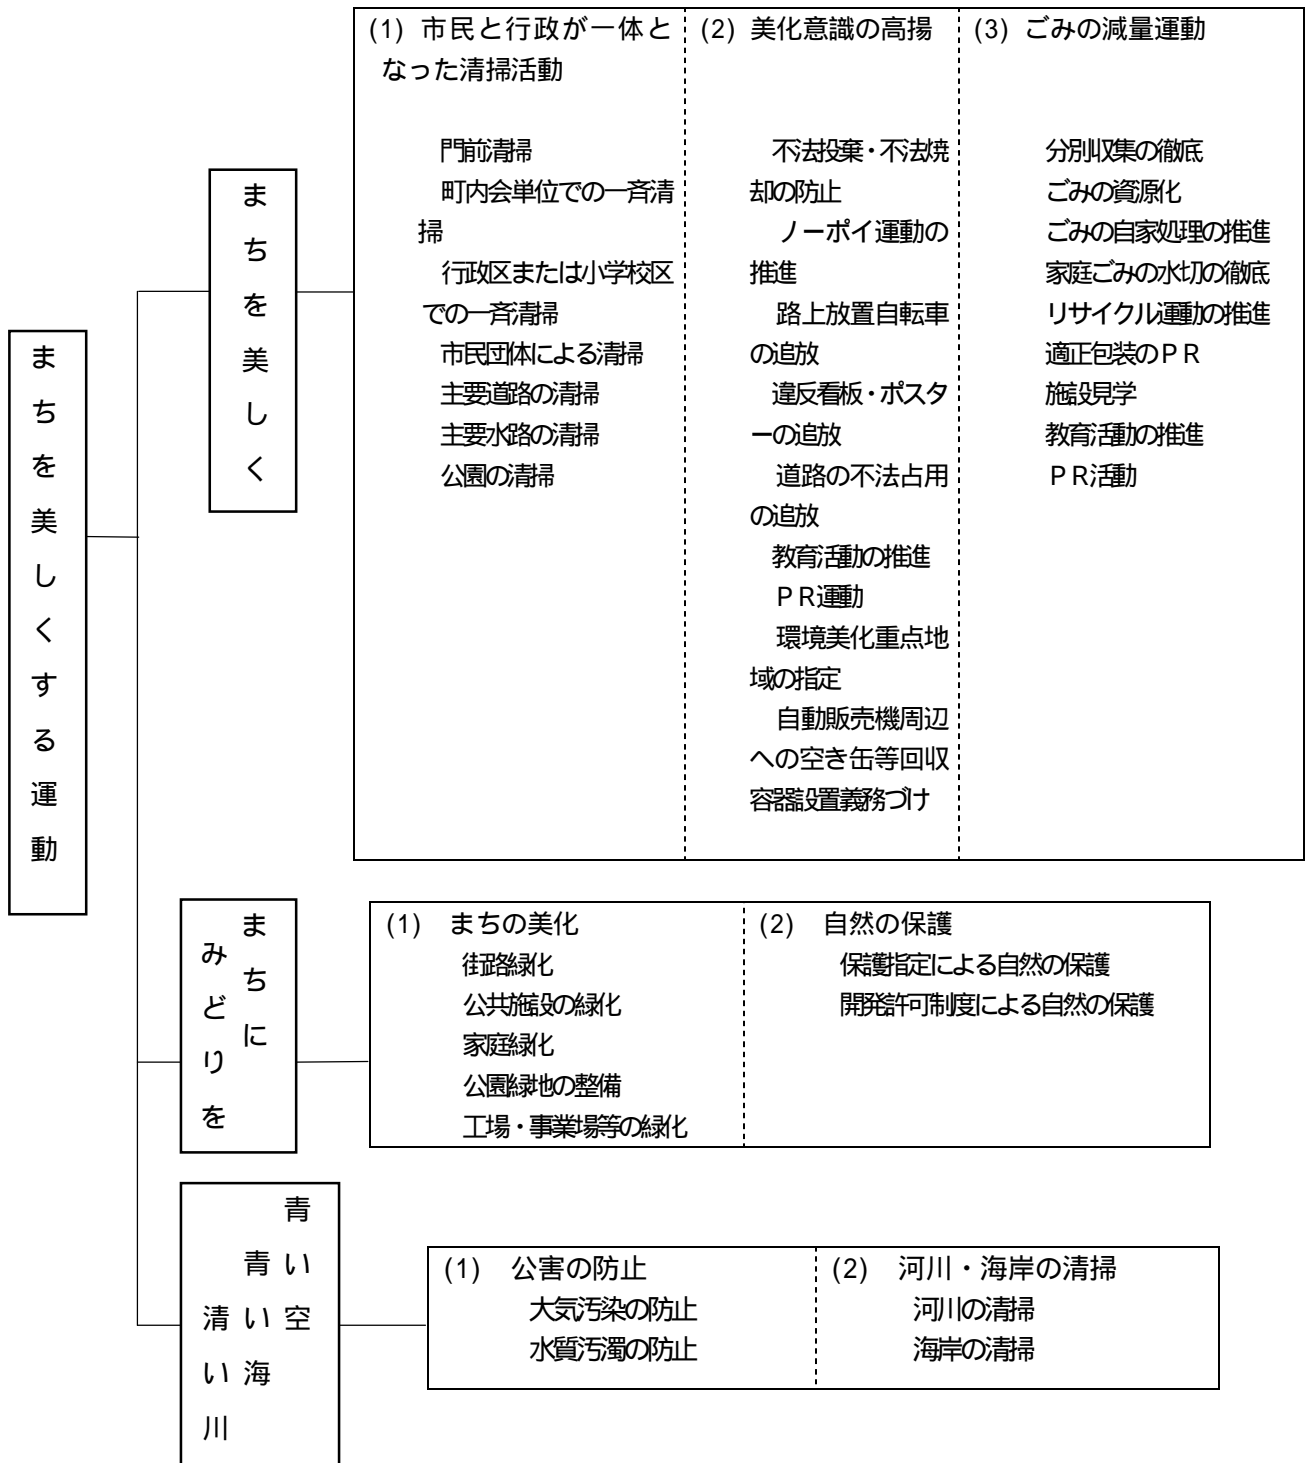 まちを美しくする運動
まちを美しく
(1) 市民と行政が一体と
なった清掃活動
門前清掃
町内会単位での一斉清
掃
行政区または小学校区
での一斉清掃
市民団体による清掃
主要道路の清掃
主要水路の清掃
公園の清掃
(2) 美化意識の高揚
不法投棄・不法焼
却の防止
ノーポイ運動の
推進
路上放置自転車
の追放
違反看板・ポスタ
ーの追放
道路の不法占用
の追放
教育活動の推進
ＰＲ運動
環境美化重点地
域の指定
自動販売機周辺
への空き缶等回収
容器設置義務づけ
(3) ごみの減量運動
分別収集の徹底
ごみの資源化
ごみの自家処理の推進
家庭ごみの水切の徹底
リサイクル運動の推進
適正包装のＰＲ
施設見学
教育活動の推進
ＰＲ活動
まちに
みどりを
(1) まちの美化
街路緑化
公共施設の緑化
家庭緑化
公園緑地の整備
工場・事業場等の緑化
(2) 自然の保護
保護指定による自然の保護
開発許可制度による自然の保護
青い空
青い海
清い川
(1) 公害の防止
大気汚染の防止
水質汚濁の防止
(2) 河川・海岸の清掃
河川の清掃
海岸の清掃